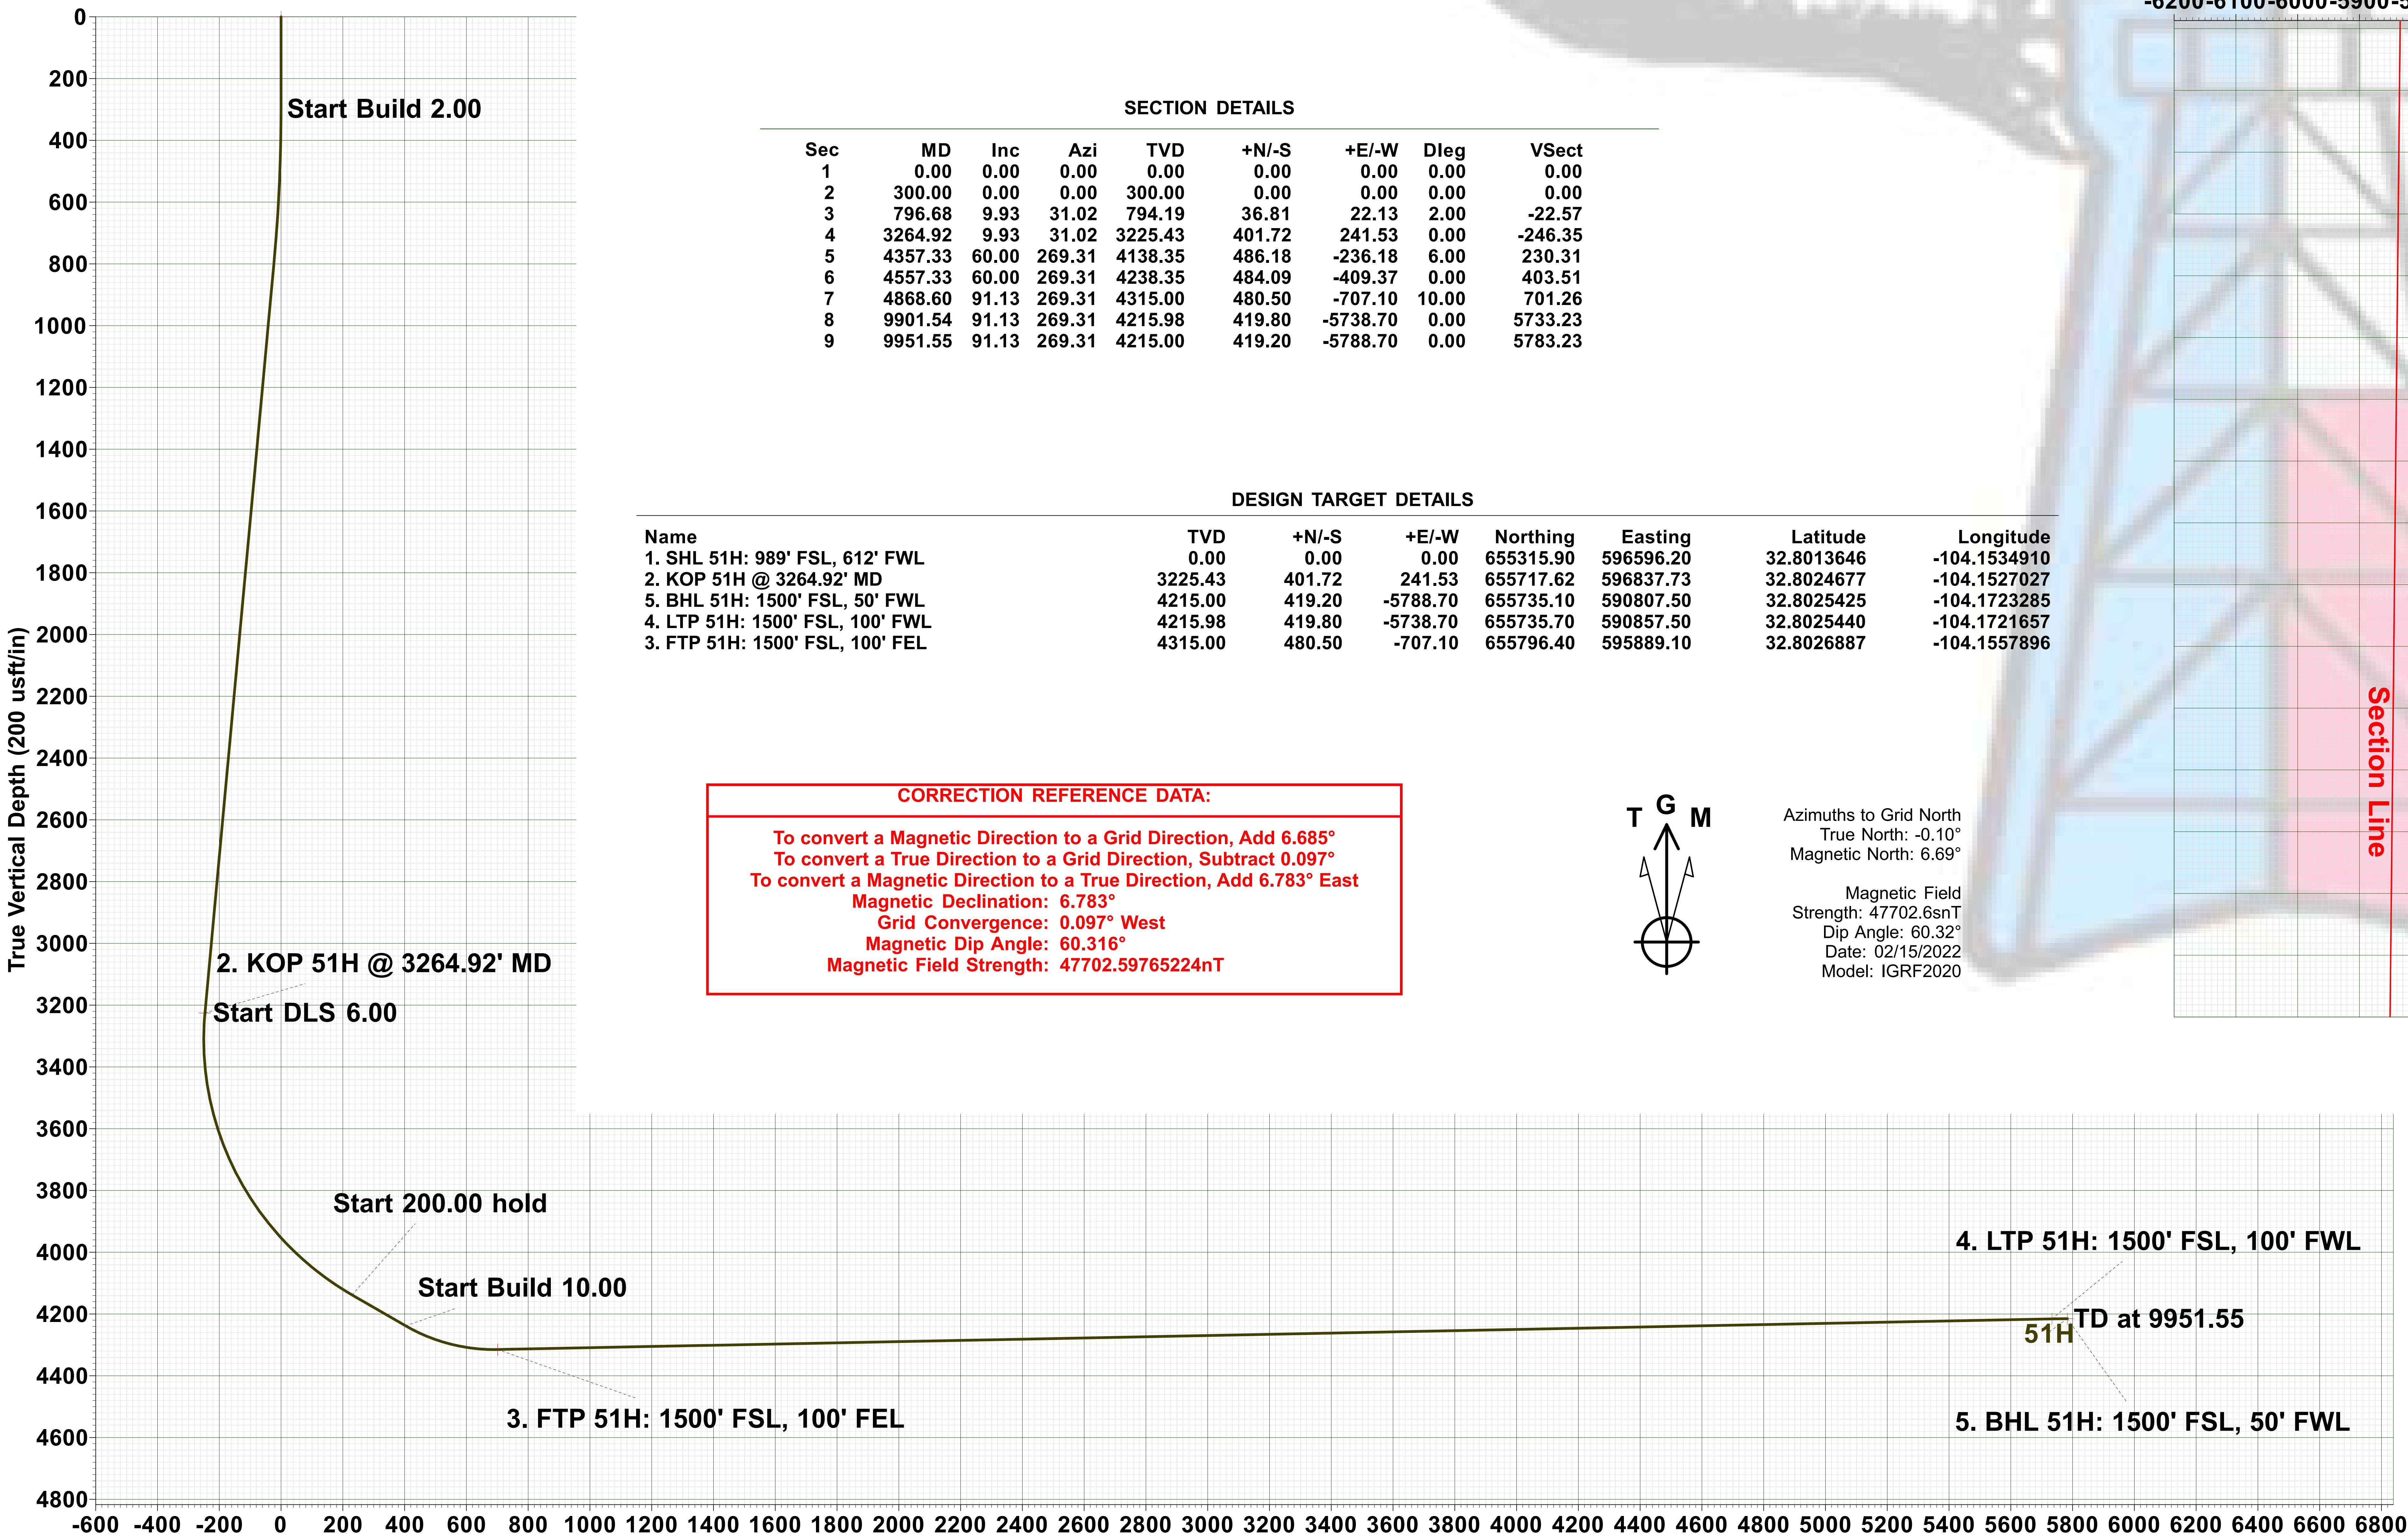 -6200 -6100 -6000 -5900
0
200
400
600
800
1000
1200
1400
1600
1800
2000
2200
2400
2600
2800
3000
3200
3400
3600
3800
4000
4200
4400
4600
4800
True Vertical Depth (200 usft/in)
Start Build 2.00
2. KOP 51H @ 3264.92' MD
Start DLS 6.00
Start 200.00 hold
Start Build 10.00
3. FTP 51H: 1500' FSL, 100' FEL
4. LTP 51H: 1500' FSL, 100' FWL
TD at 9951.55
51H
5. BHL 51H: 1500' FSL, 50' FWL
-600 -400 -200 0 200 400 600 800 1000 1200 1400 1600 1800 2000 2200 2400 2600 2800 3000 3200 3400 3600 3800 4000 4200 4400 4600 4800 5000 5200 5400 5600 5800 6000 6200 6400 6600 6800
SECTION DETAILS
Sec MD Inc Azi TVD +N/-S +E/-W Dleg VSect
1 0.00 0.00 0.00 0.00 0.00 0.00 0.00 0.00
2 300.00 0.00 0.00 300.00 0.00 0.00 0.00 0.00
3 796.68 9.93 31.02 794.19 36.81 22.13 2.00 -22.57
4 3264.92 9.93 31.02 3225.43 401.72 241.53 0.00 -246.35
5 4357.33 60.00 269.31 4138.35 486.18 -236.18 6.00 230.31
6 4557.33 60.00 269.31 4238.35 484.09 -409.37 0.00 403.51
7 4868.60 91.13 269.31 4315.00 480.50 -707.10 10.00 701.26
8 9901.54 91.13 269.31 4215.98 419.80 -5738.70 0.00 5733.23
9 9951.55 91.13 269.31 4215.00 419.20 -5788.70 0.00 5783.23
DESIGN TARGET DETAILS
Name TVD +N/-S +E/-W Northing Easting Latitude Longitude
1. SHL 51H: 989' FSL, 612' FWL 0.00 0.00 0.00 655315.90 596596.20 32.8013646 -104.1534910
2. KOP 51H @ 3264.92' MD 3225.43 401.72 241.53 655717.62 596837.73 32.8024677 -104.1527027
5. BHL 51H: 1500' FSL, 50' FWL 4215.00 419.20 -5788.70 655735.10 590807.50 32.8025425 -104.1723285
4. LTP 51H: 1500' FSL, 100' FWL 4215.98 419.80 -5738.70 655735.70 590857.50 32.8025440 -104.1721657
3. FTP 51H: 1500' FSL, 100' FEL 4315.00 480.50 -707.10 655796.40 595889.10 32.8026887 -104.1557896
CORRECTION REFERENCE DATA:
To convert a Magnetic Direction to a Grid Direction, Add 6.685°
To convert a True Direction to a Grid Direction, Subtract 0.097°
To convert a Magnetic Direction to a True Direction, Add 6.783° East
Magnetic Declination: 6.783°
Grid Convergence: 0.097° West
Magnetic Dip Angle: 60.316°
Magnetic Field Strength: 47702.59765224nT
T G M
Azimuths to Grid North
True North: -0.10°
Magnetic North: 6.69°
Magnetic Field
Strength: 47702.6snT
Dip Angle: 60.32°
Date: 02/15/2022
Model: IGRF2020
Section Line